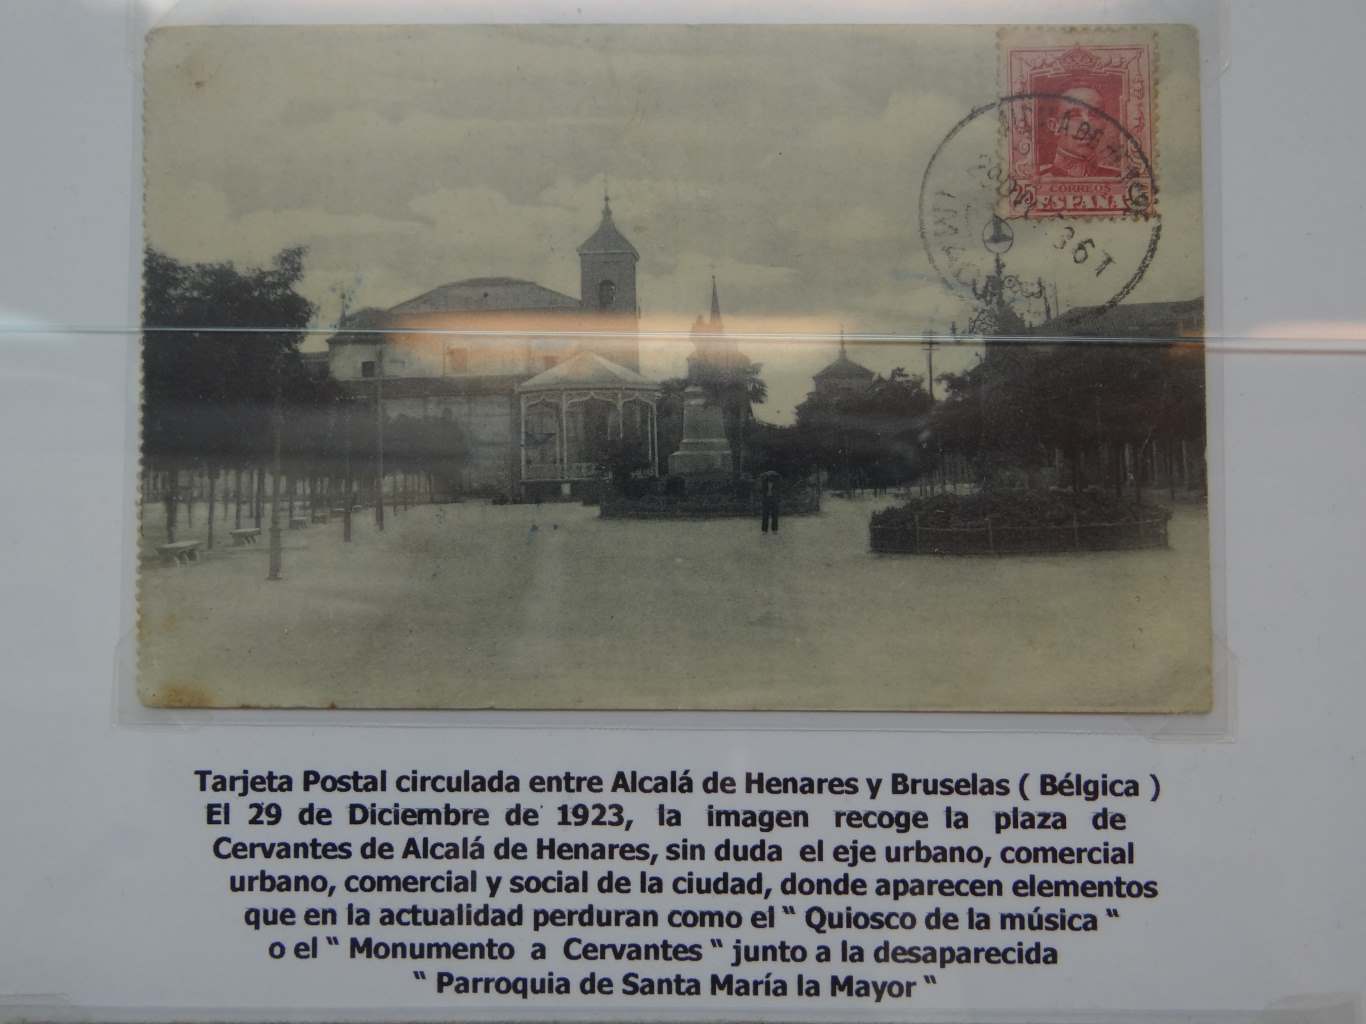 CORREOS
ESPAÑA
Tarjeta Postal circulada entre Alcalá de Henares y Bruselas ( Bélgica )
El 29 de Diciembre de 1923, la imagen recoge la plaza de
Cervantes de Alcalá de Henares, sin duda el eje urbano, comercial
urbano, comercial y social de la ciudad, donde aparecen elementos
que en la actualidad perduran como el “ Quiosco de la música “
o el “ Monumento a Cervantes “ junto a la desaparecida
“ Parroquia de Santa María la Mayor “